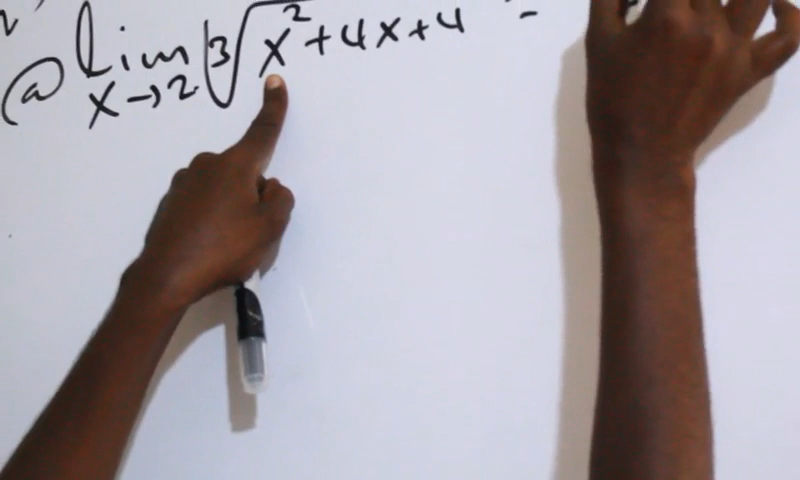 @ lim ∛x²+4x+4 =
x→2